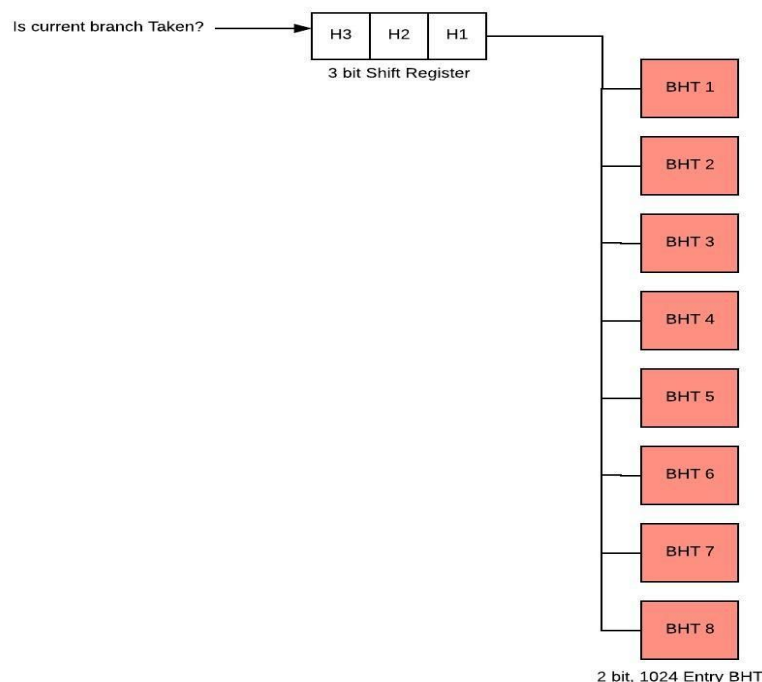 Is current branch Taken?
H3 H2 H1
3 bit Shift Register
BHT 1
BHT 2
BHT 3
BHT 4
BHT 5
BHT 6
BHT 7
BHT 8
2 bit, 1024 Entry BHT